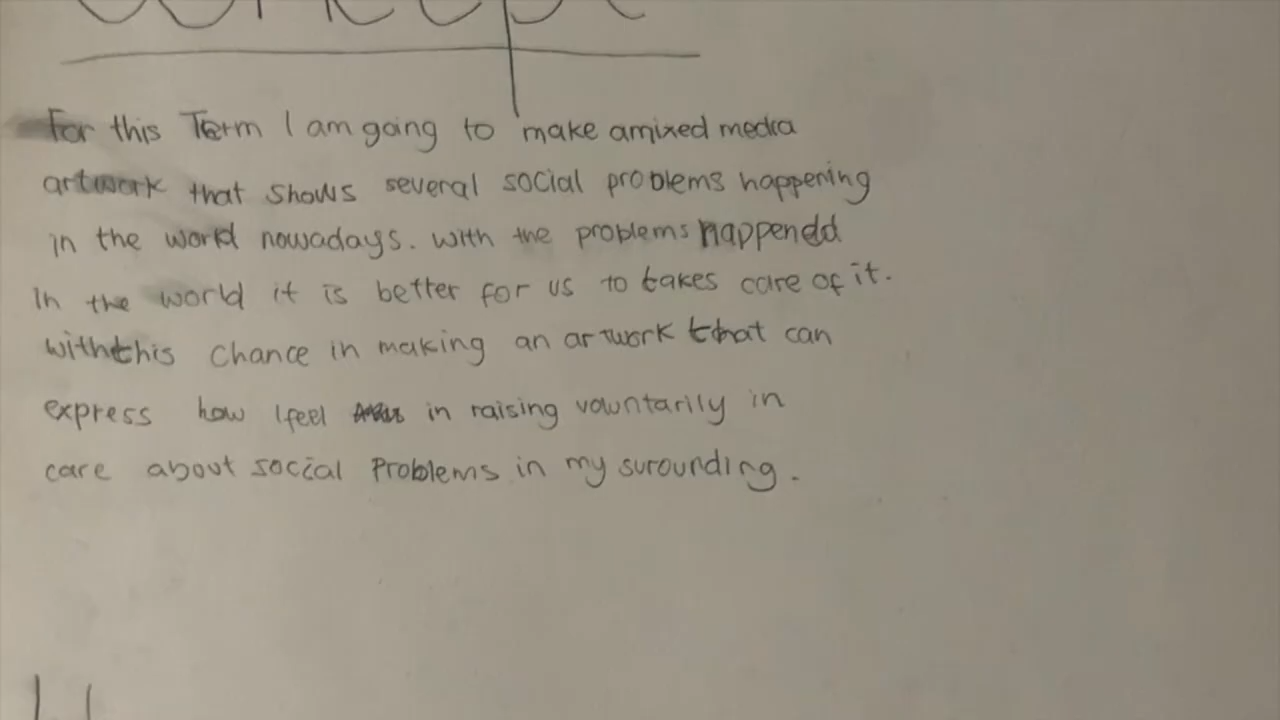 concept
For this Term I am going to make amixed media
artwork that shows several social problems happening
in the world nowadays. with the problems happended
in the world it is better for us to takes care of it.
withthis chance in making an artwork that can
express how I feel in raising vountarily in
care about social Problems in my surounding.